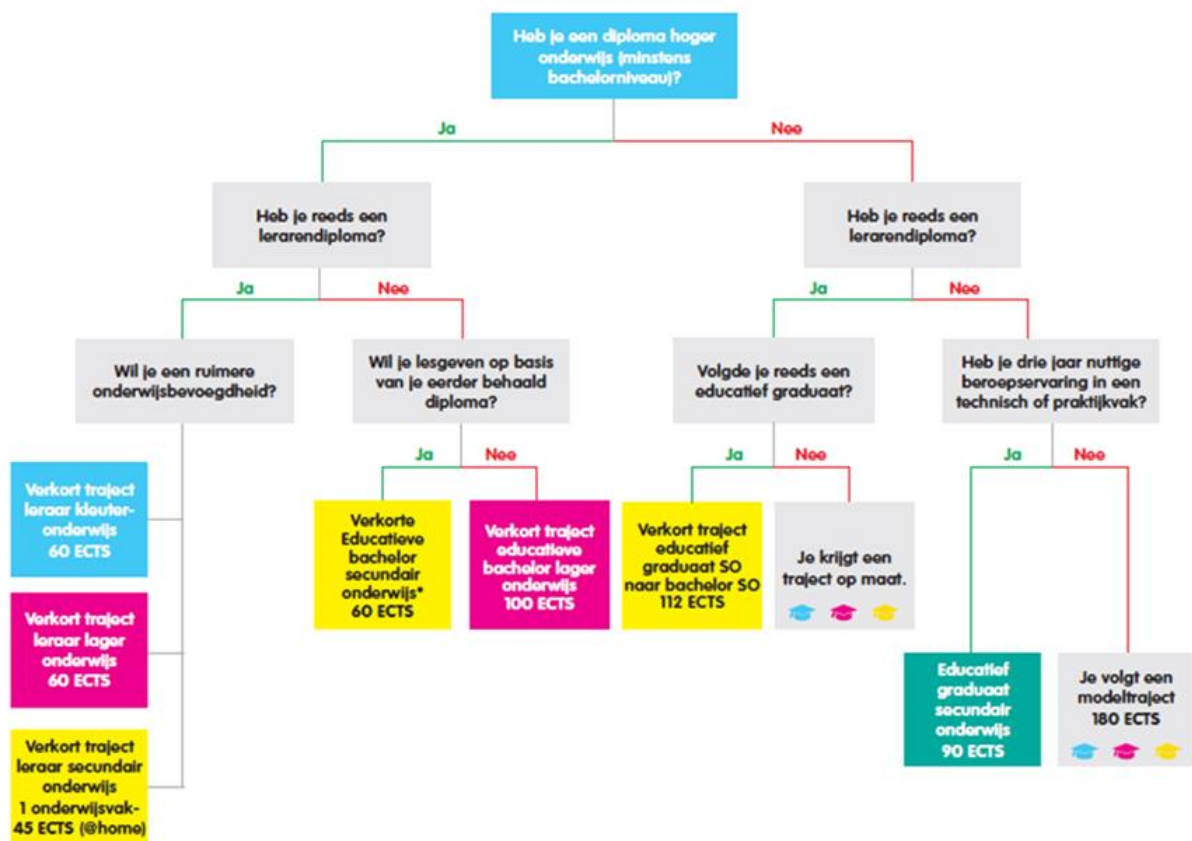 Heb je een diploma hoger
onderwijs (minstens
bachelorniveau)?
Ja
Nee
Heb je reeds een
lerarendiploma?
Heb je reeds een
lerarendiploma?
Ja
Nee
Ja
Nee
Wil je een ruimere
onderwijsbevoegdheid?
Wil je lesgeven op basis
van je eerder behaald
diploma?
Volgde je reeds een
educatief graduaat?
Heb je drie jaar nuttige
beroepservaring in een
technisch of praktijkvak?
Ja
Nee
Ja
Nee
Ja
Nee
Verkort traject
leraar kleuter-
onderwijs
60 ECTS
Verkorte
Educatieve
bachelor
secundair
onderwijs*
60 ECTS
Verkort traject
educatieve
bachelor lager
onderwijs
100 ECTS
Verkort traject
educatief
graduaat SO
naar bachelor SO
112 ECTS
Je krijgt een
traject op maat.
Verkort traject
leraar lager
onderwijs
60 ECTS
Educatief
graduaat
secundair
onderwijs
90 ECTS
Je volgt een
modeltraject
180 ECTS
Verkort traject
leraar secundair
onderwijs
1 onderwijsvak-
45 ECTS (@home)